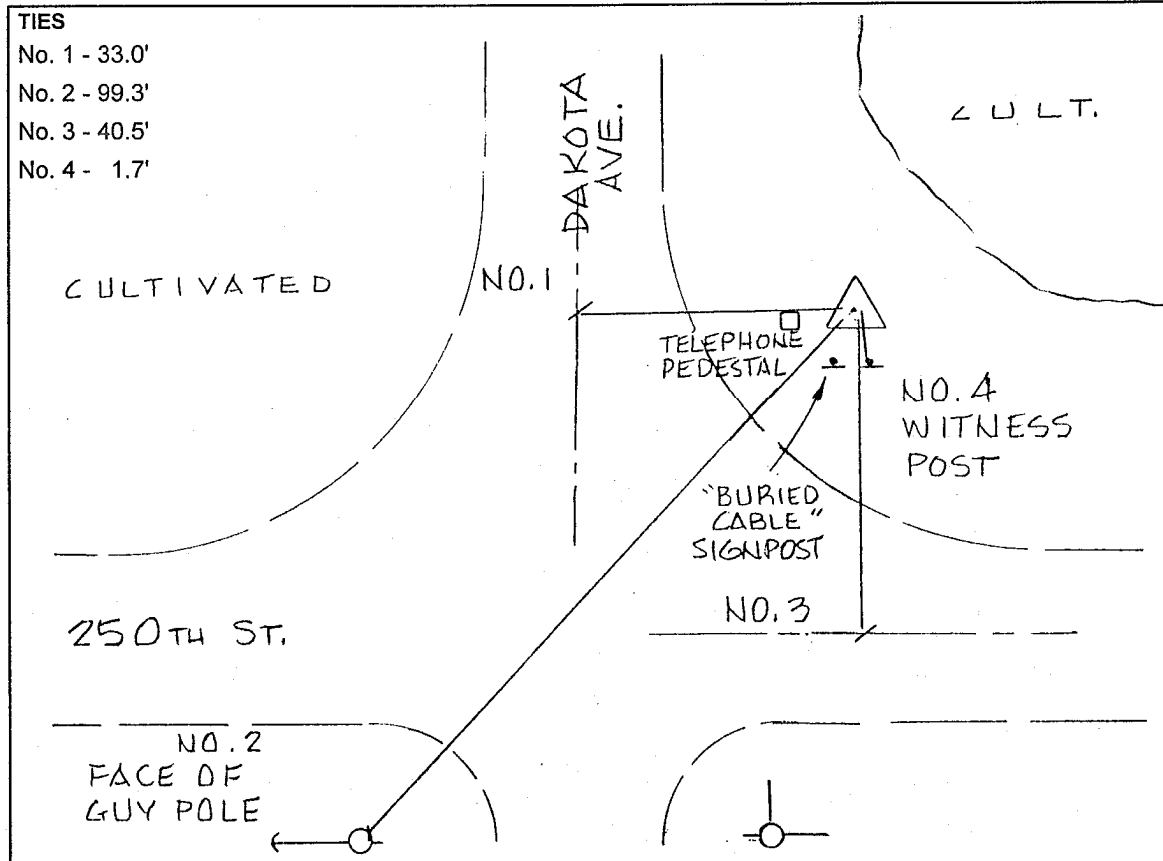 TIES
No. 1 - 33.0'
No. 2 - 99.3'
No. 3 - 40.5'
No. 4 - 1.7'
DAKOTA
AVE.
CULT.
CULTIVATED
NO.1
TELEPHONE
PEDESTAL
NO.4
WITNESS
POST
"BURIED
CABLE"
SIGNPOST
NO.3
250TH ST.
NO.2
FACE OF
GUY POLE